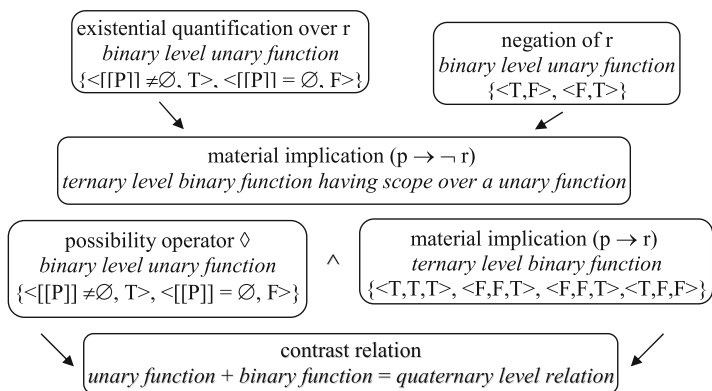 existential quantification over r
binary level unary function
{<[[P]] ≠∅, T>, <[[P]] = ∅, F>}
negation of r
binary level unary function
{<T,F>, <F,T>}
material implication (p → ¬ r)
ternary level binary function having scope over a unary function
possibility operator ◊
binary level unary function
{<[[P]] ≠∅, T>, <[[P]] = ∅, F>}
^
material implication (p → r)
ternary level binary function
{<T,T,T>, <F,F,T>, <F,F,T>,<T,F,F>}
contrast relation
unary function + binary function = quaternary level relation